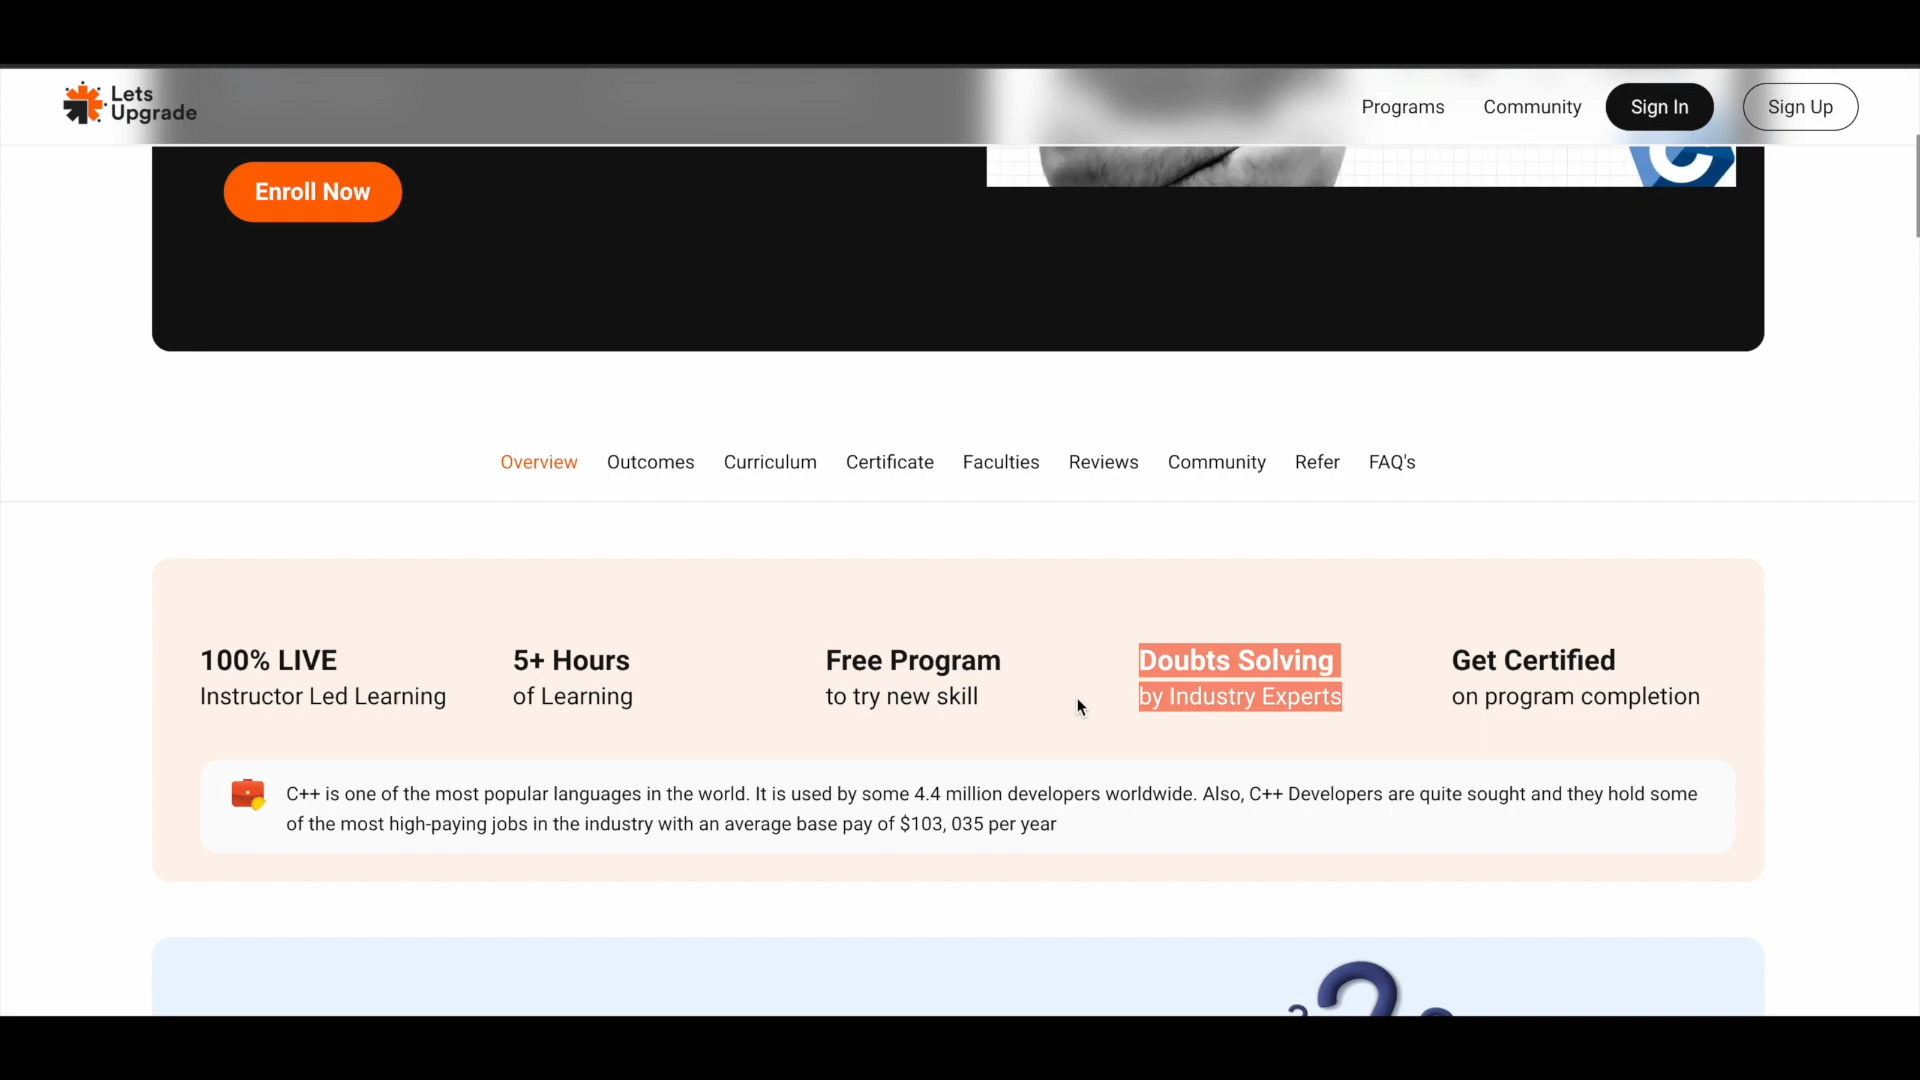 Lets
Upgrade
Programs
Community
Sign In
Sign Up
Enroll Now
Overview
Outcomes
Curriculum
Certificate
Faculties
Reviews
Community
Refer
FAQ's
100% LIVE
Instructor Led Learning
5+ Hours
of Learning
Free Program
to try new skill
Doubts Solving
by Industry Experts
Get Certified
on program completion
C++ is one of the most popular languages in the world. It is used by some 4.4 million developers worldwide. Also, C++ Developers are quite sought and they hold some
of the most high-paying jobs in the industry with an average base pay of $103, 035 per year